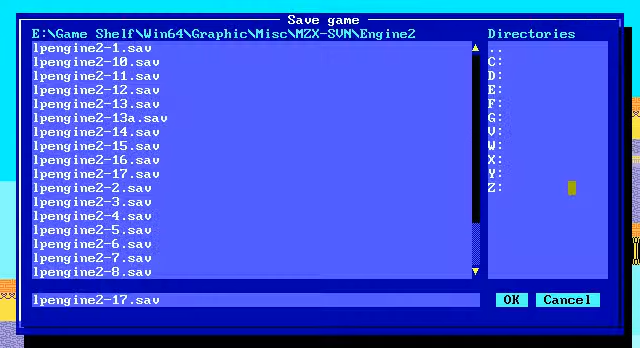 Save game
E:\Game Shelf\Win64\Graphic\Misc\MZX-SVN\Engine2
Directories
lpengine2-1.sav
lpengine2-10.sav
lpengine2-11.sav
lpengine2-12.sav
lpengine2-13.sav
lpengine2-13a.sav
lpengine2-14.sav
lpengine2-15.sav
lpengine2-16.sav
lpengine2-17.sav
lpengine2-2.sav
lpengine2-3.sav
lpengine2-4.sav
lpengine2-5.sav
lpengine2-6.sav
lpengine2-7.sav
lpengine2-8.sav
..
C:
D:
E:
F:
G:
V:
W:
X:
Y:
Z:
lpengine2-17.sav
OK
Cancel